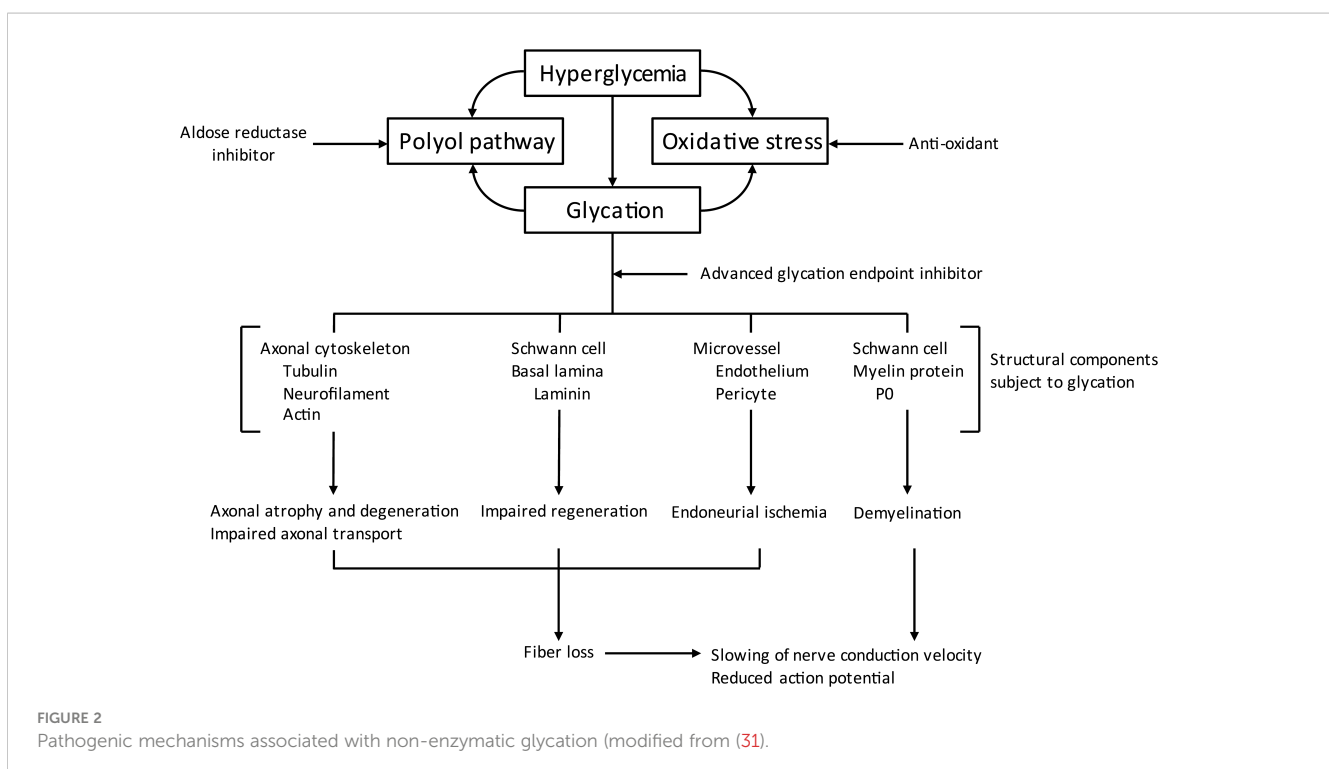 Hyperglycemia
Aldose reductase
inhibitor
Polyol pathway
Oxidative stress
Anti-oxidant
Glycation
Advanced glycation endpoint inhibitor
Axonal cytoskeleton
Tubulin
Neurofilament
Actin
Schwann cell
Basal lamina
Laminin
Microvessel
Endothelium
Pericyte
Schwann cell
Myelin protein
P0
Structural components
subject to glycation
Axonal atrophy and degeneration
Impaired axonal transport
Impaired regeneration
Endoneurial ischemia
Demyelination
Fiber loss
Slowing of nerve conduction velocity
Reduced action potential
FIGURE 2
Pathogenic mechanisms associated with non-enzymatic glycation (modified from (31).